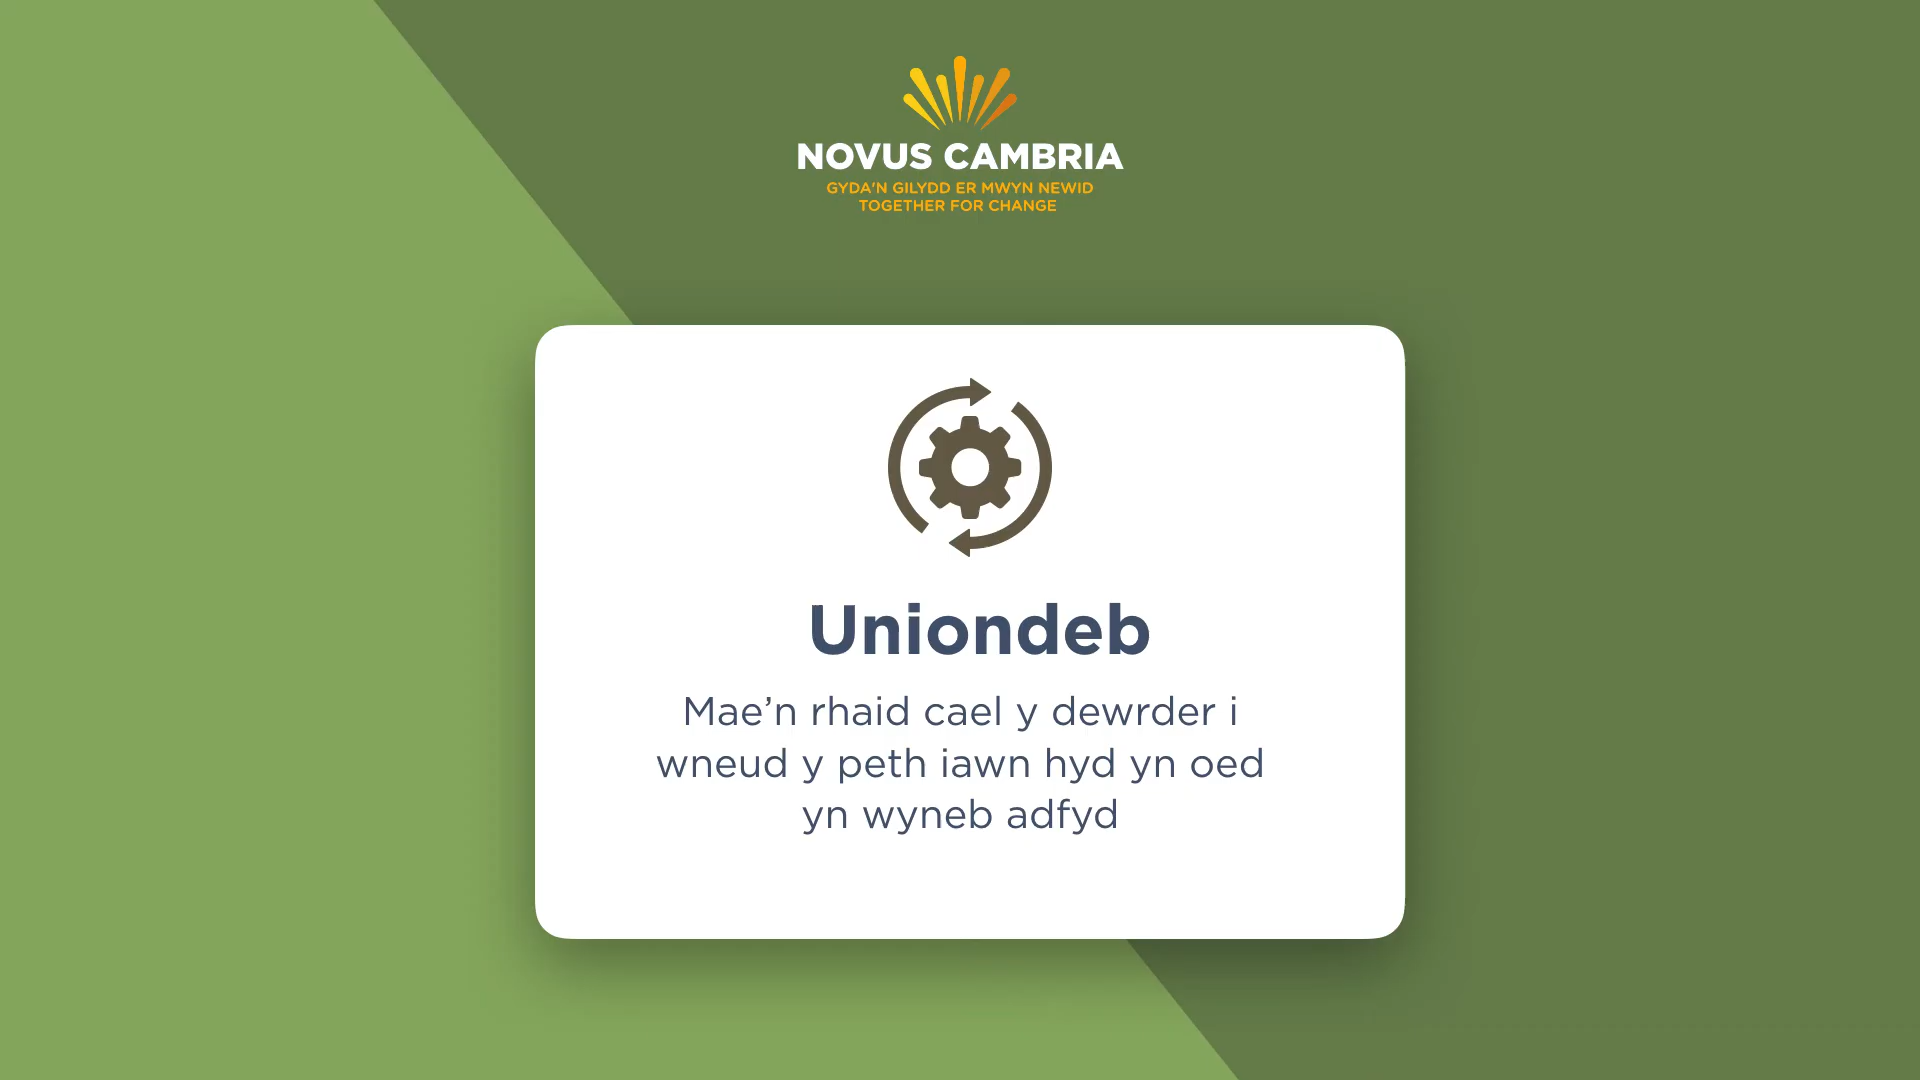 NOVUS CAMBRIA
GYDA'N GILYDD ER MWYN NEWID
TOGETHER FOR CHANGE
Uniondeb
Mae’n rhaid cael y dewrder i
wneud y peth iawn hyd yn oed
yn wyneb adfyd